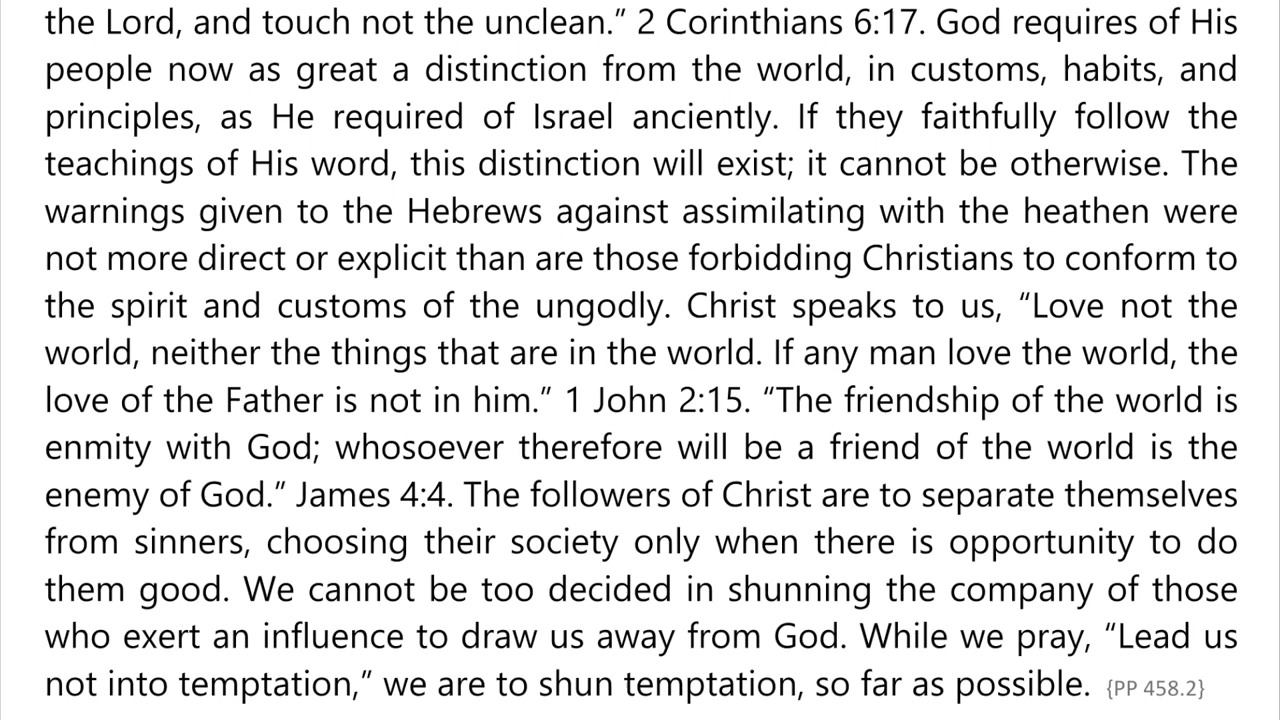 the Lord, and touch not the unclean.” 2 Corinthians 6:17. God requires of His
people now as great a distinction from the world, in customs, habits, and
principles, as He required of Israel anciently. If they faithfully follow the
teachings of His word, this distinction will exist; it cannot be otherwise. The
warnings given to the Hebrews against assimilating with the heathen were
not more direct or explicit than are those forbidding Christians to conform to
the spirit and customs of the ungodly. Christ speaks to us, “Love not the
world, neither the things that are in the world. If any man love the world, the
love of the Father is not in him.” 1 John 2:15. “The friendship of the world is
enmity with God; whosoever therefore will be a friend of the world is the
enemy of God.” James 4:4. The followers of Christ are to separate themselves
from sinners, choosing their society only when there is opportunity to do
them good. We cannot be too decided in shunning the company of those
who exert an influence to draw us away from God. While we pray, “Lead us
not into temptation,” we are to shun temptation, so far as possible. {PP 458.2}